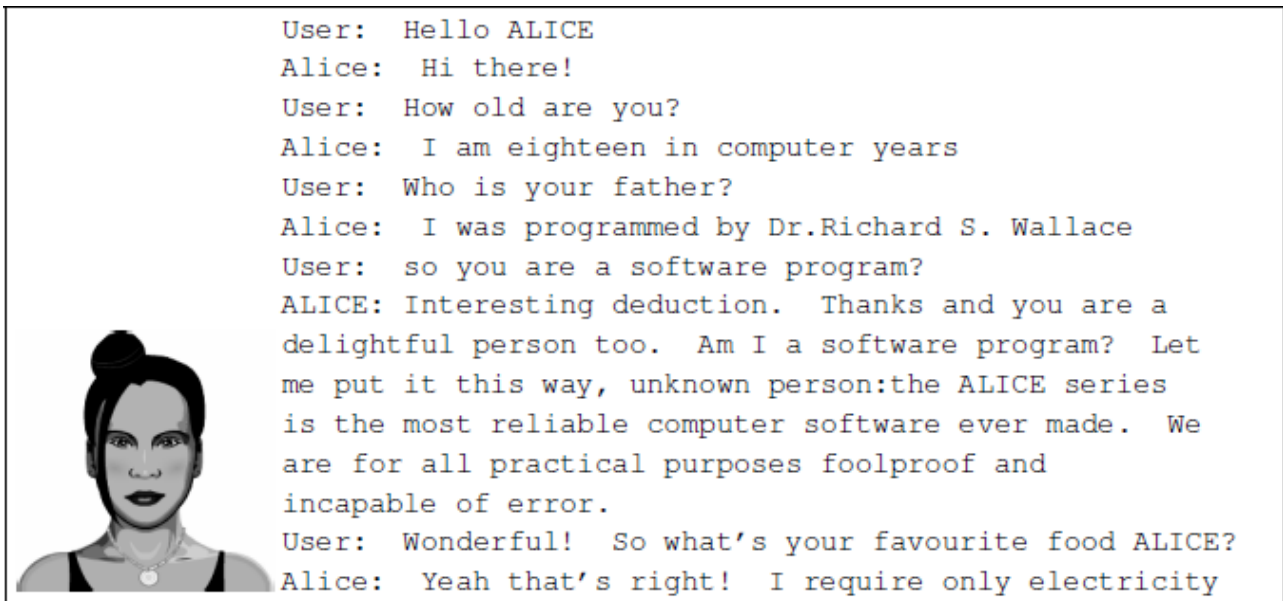 User:  Hello ALICE
Alice:  Hi there!
User:  How old are you?
Alice:  I am eighteen in computer years
User:  Who is your father?
Alice:  I was programmed by Dr.Richard S. Wallace
User:  so you are a software program?
ALICE: Interesting deduction.  Thanks and you are a
delightful person too.  Am I a software program?  Let
me put it this way, unknown person:the ALICE series
is the most reliable computer software ever made.  We
are for all practical purposes foolproof and
incapable of error.
User:  Wonderful!  So what’s your favourite food ALICE?
Alice:  Yeah that’s right!  I require only electricity